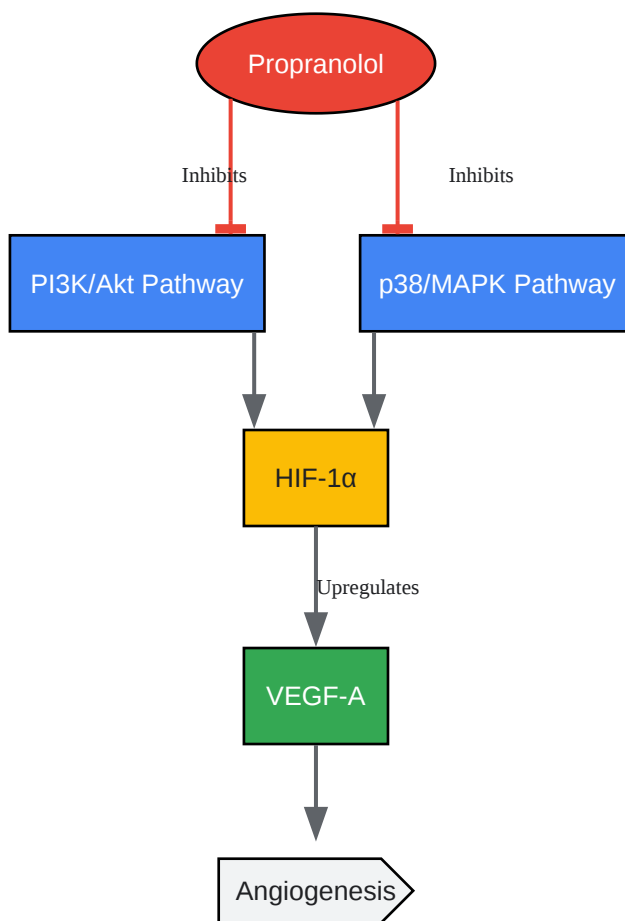 Propranolol
Inhibits
Inhibits
PI3K/Akt Pathway
p38/MAPK Pathway
HIF-1α
Upregulates
VEGF-A
Angiogenesis